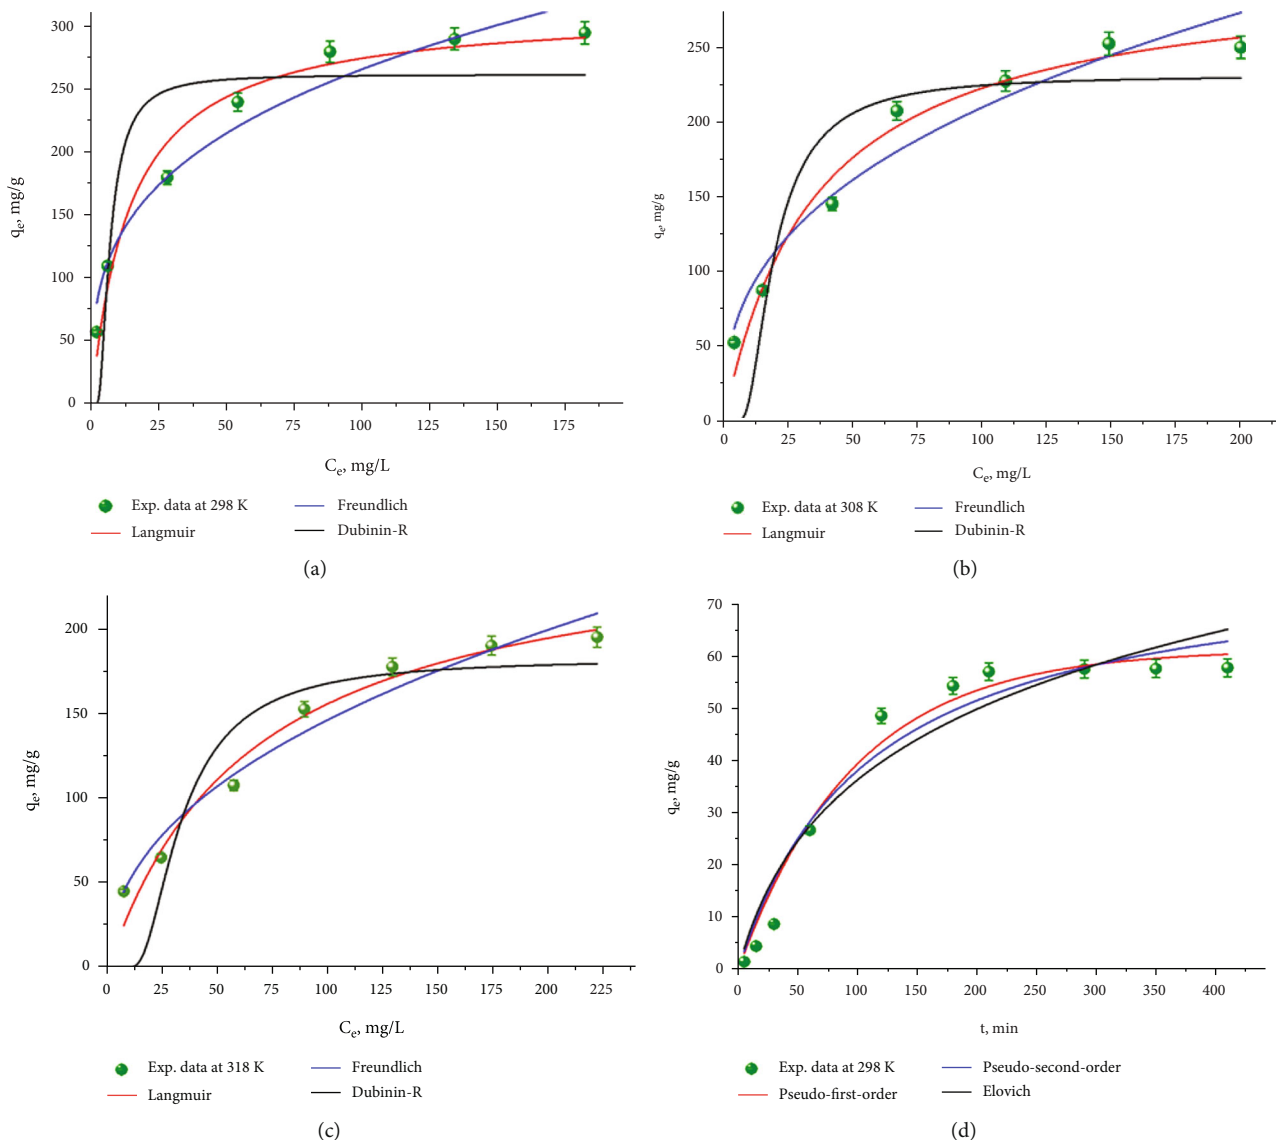 300
250
200
150
100
50
0
qe, mg/g
0 25 50 75 100 125 150 175
Ce, mg/L
Exp. data at 298 K
Freundlich
Langmuir
Dubinin-R
(a)
250
200
150
100
50
0
qe, mg/g
0 25 50 75 100 125 150 175 200
Ce, mg/L
Exp. data at 308 K
Freundlich
Langmuir
Dubinin-R
(b)
200
150
100
50
0
qe, mg/g
0 25 50 75 100 125 150 175 200 225
Ce, mg/L
Exp. data at 318 K
Freundlich
Langmuir
Dubinin-R
(c)
70
60
50
40
30
20
10
0
qe, mg/g
0 50 100 150 200 250 300 350 400
t, min
Exp. data at 298 K
Pseudo-second-order
Pseudo-first-order
Elovich
(d)